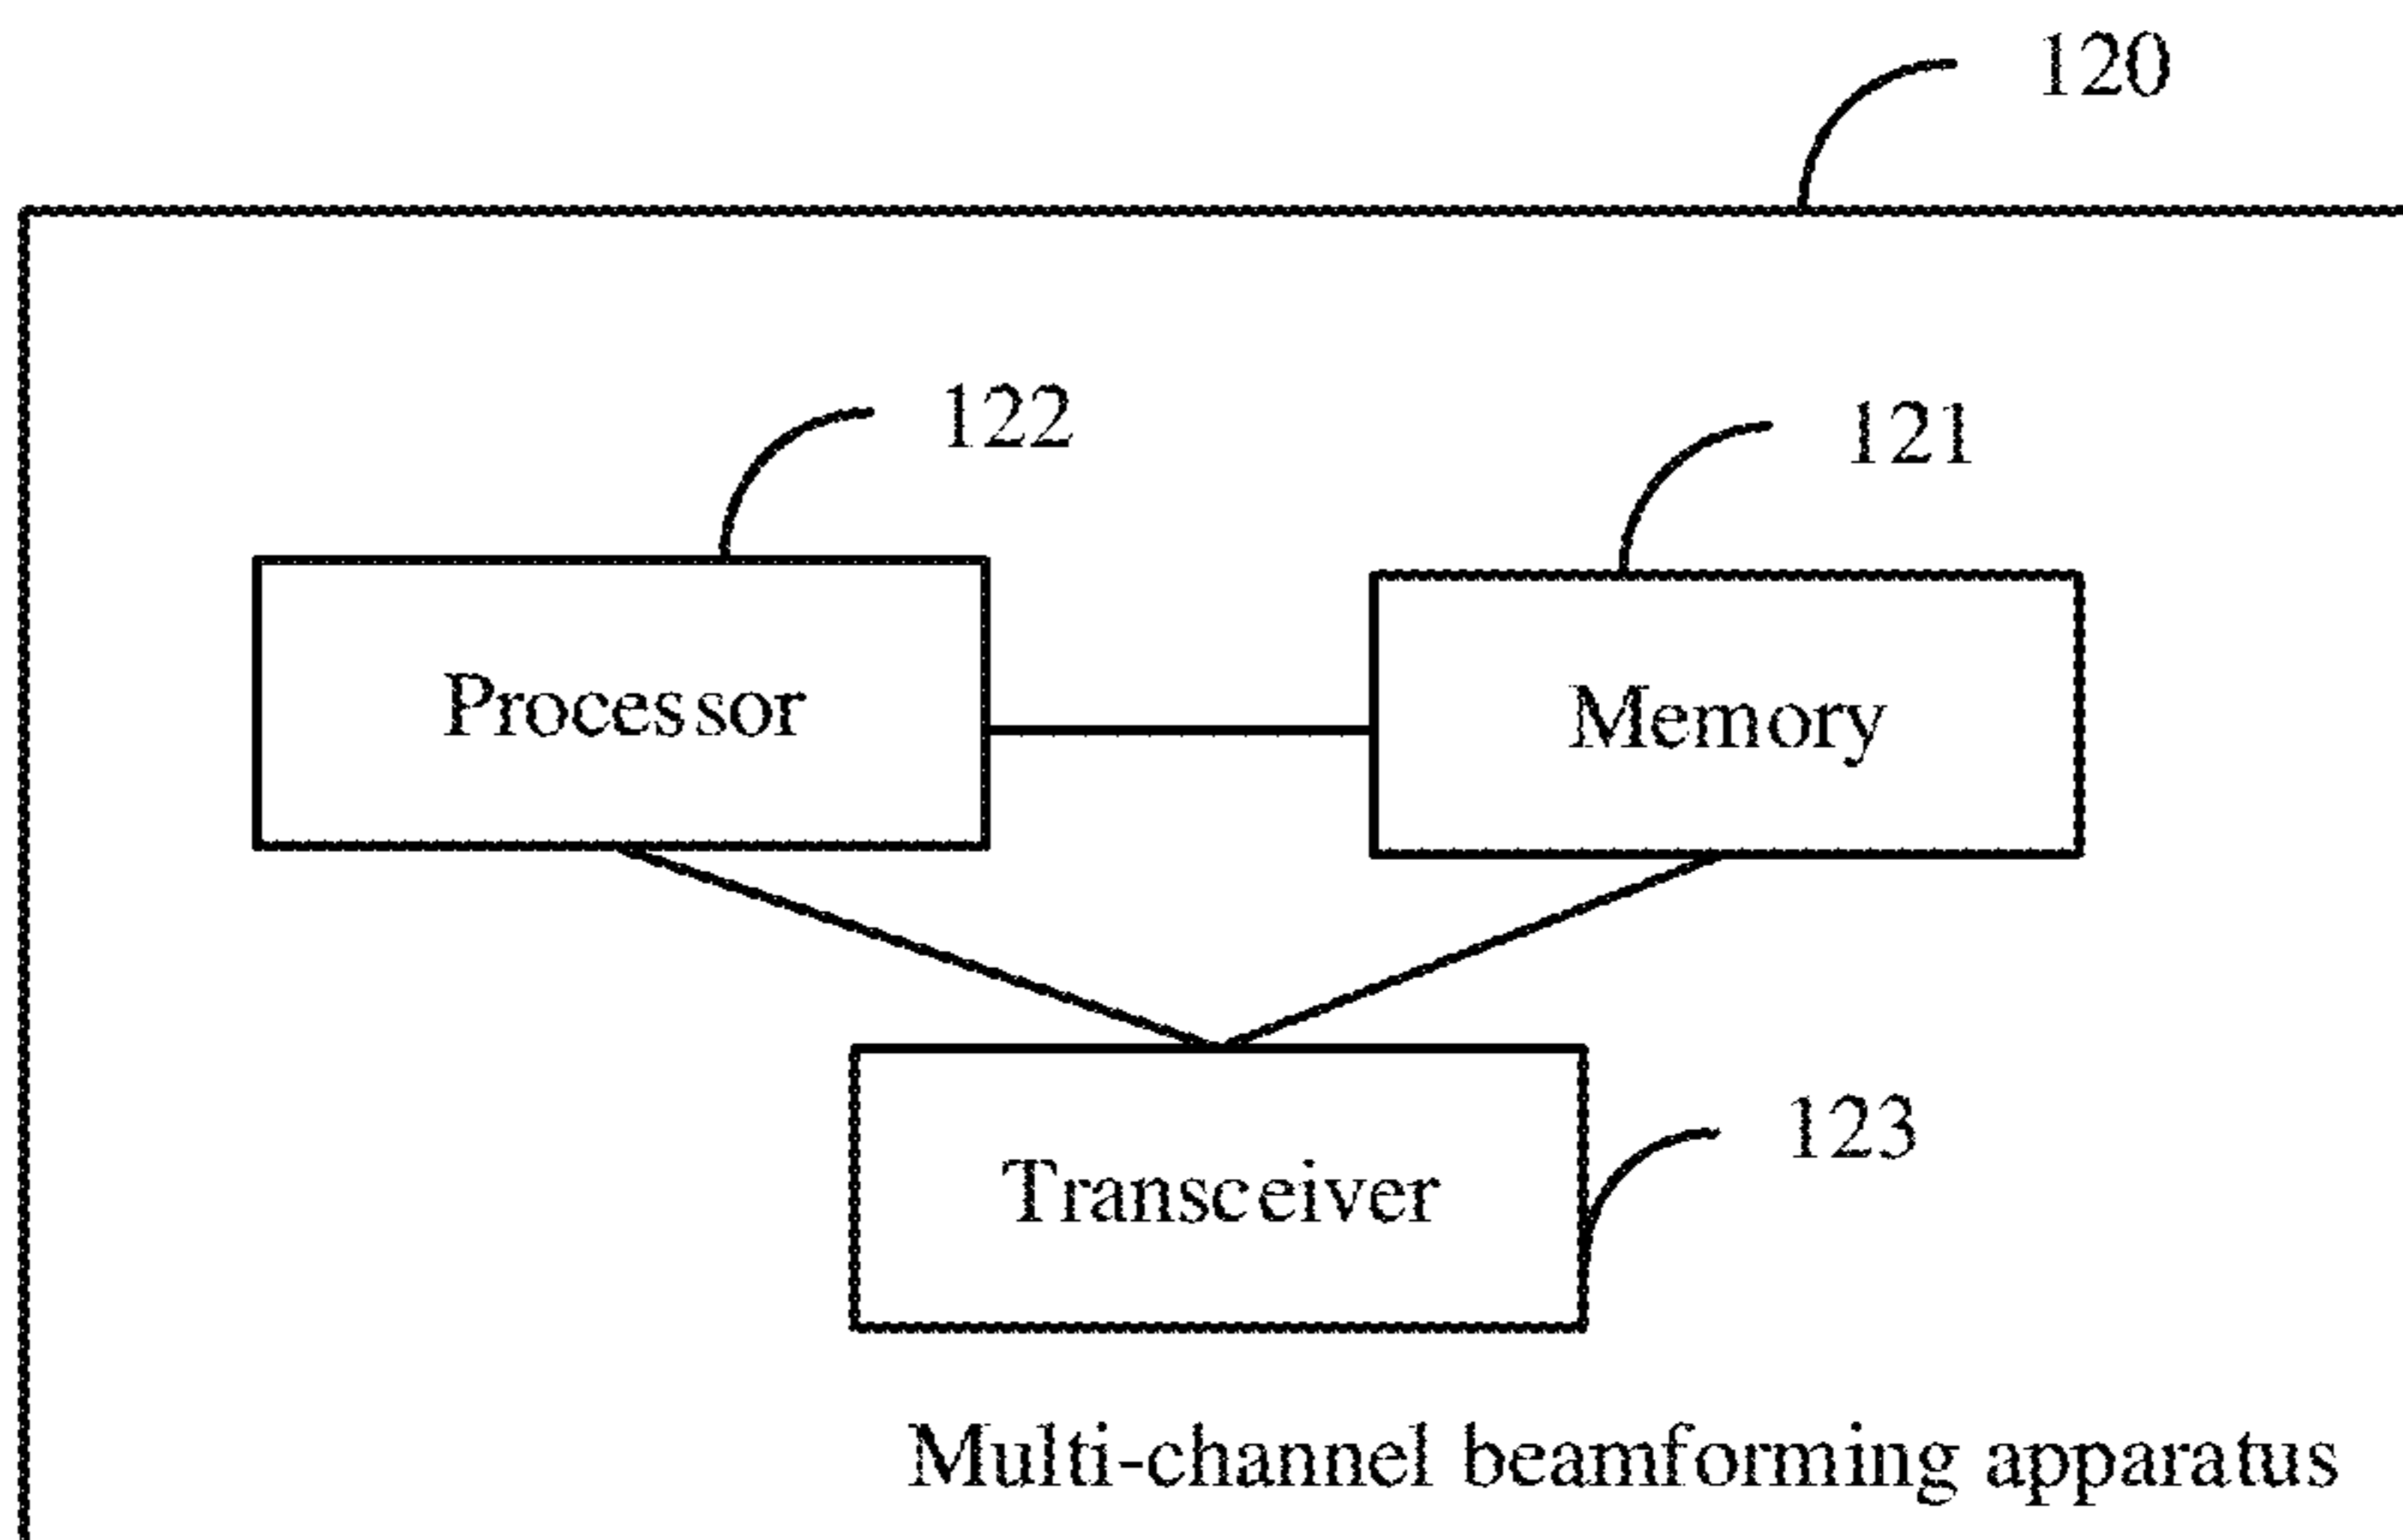 120
122
121
Processor
Memory
123
Transceiver
Multi-channel beamforming apparatus